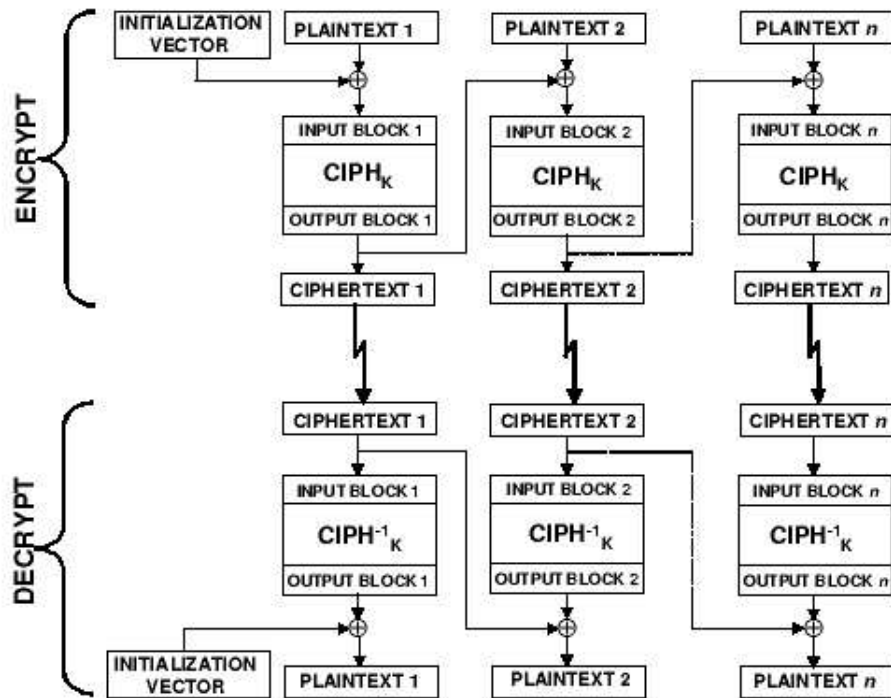 INITIALIZATION
VECTOR
PLAINTEXT 1
PLAINTEXT 2
PLAINTEXT n
ENCRYPT
INPUT BLOCK 1
INPUT BLOCK 2
INPUT BLOCK n
CIPHK
CIPHK
CIPHK
OUTPUT BLOCK 1
OUTPUT BLOCK 2
OUTPUT BLOCK n
CIPHERTEXT 1
CIPHERTEXT 2
CIPHERTEXT n
DECRYPT
CIPHERTEXT 1
CIPHERTEXT 2
CIPHERTEXT n
INPUT BLOCK 1
INPUT BLOCK 2
INPUT BLOCK n
CIPH-1K
CIPH-1K
CIPH-1K
OUTPUT BLOCK 1
OUTPUT BLOCK 2
OUTPUT BLOCK n
INITIALIZATION
VECTOR
PLAINTEXT 1
PLAINTEXT 2
PLAINTEXT n